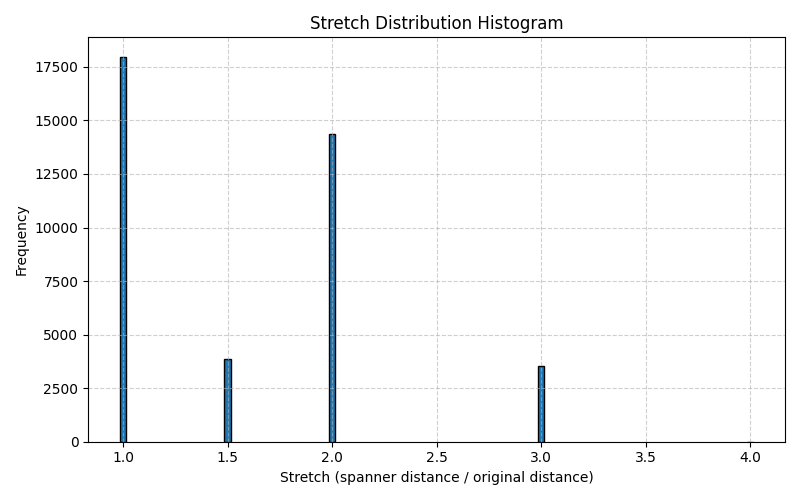 Stretch Distribution Histogram
Frequency
17500
15000
12500
10000
7500
5000
2500
0
1.0 1.5 2.0 2.5 3.0 3.5 4.0
Stretch (spanner distance / original distance)